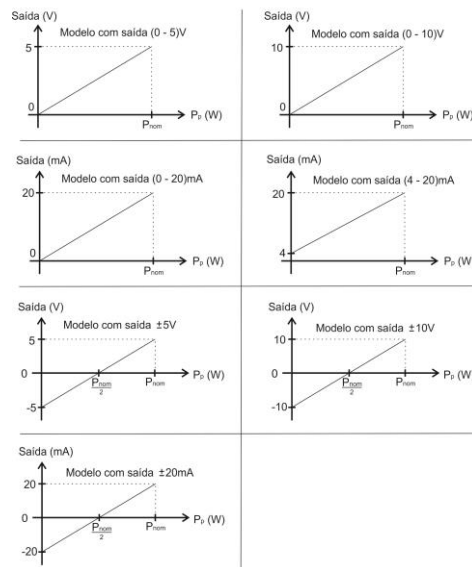 Saída (V)
Modelo com saída (0 - 5)V
5
0
Pnom
Pp (W)
Saída (V)
Modelo com saída (0 - 10)V
10
0
Pnom
Pp (W)
Saída (mA)
Modelo com saída (0 - 20)mA
20
0
Pnom
Pp (W)
Saída (mA)
Modelo com saída (4 - 20)mA
20
4
Pnom
Pp (W)
Saída (V)
Modelo com saída ±5V
5
0
-5
Pnom
2
Pnom
Pp (W)
Saída (V)
Modelo com saída ±10V
10
0
-10
Pnom
2
Pnom
Pp (W)
Saída (mA)
Modelo com saída ±20mA
20
0
-20
Pnom
2
Pnom
Pp (W)